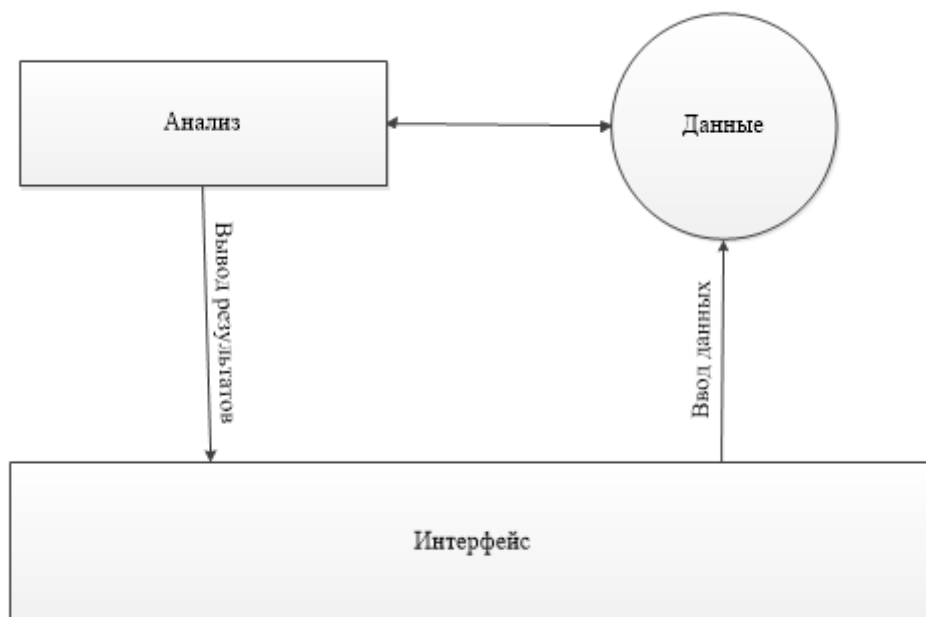 Анализ
Данные
Вывод результатов
Ввод данных
Интерфейс